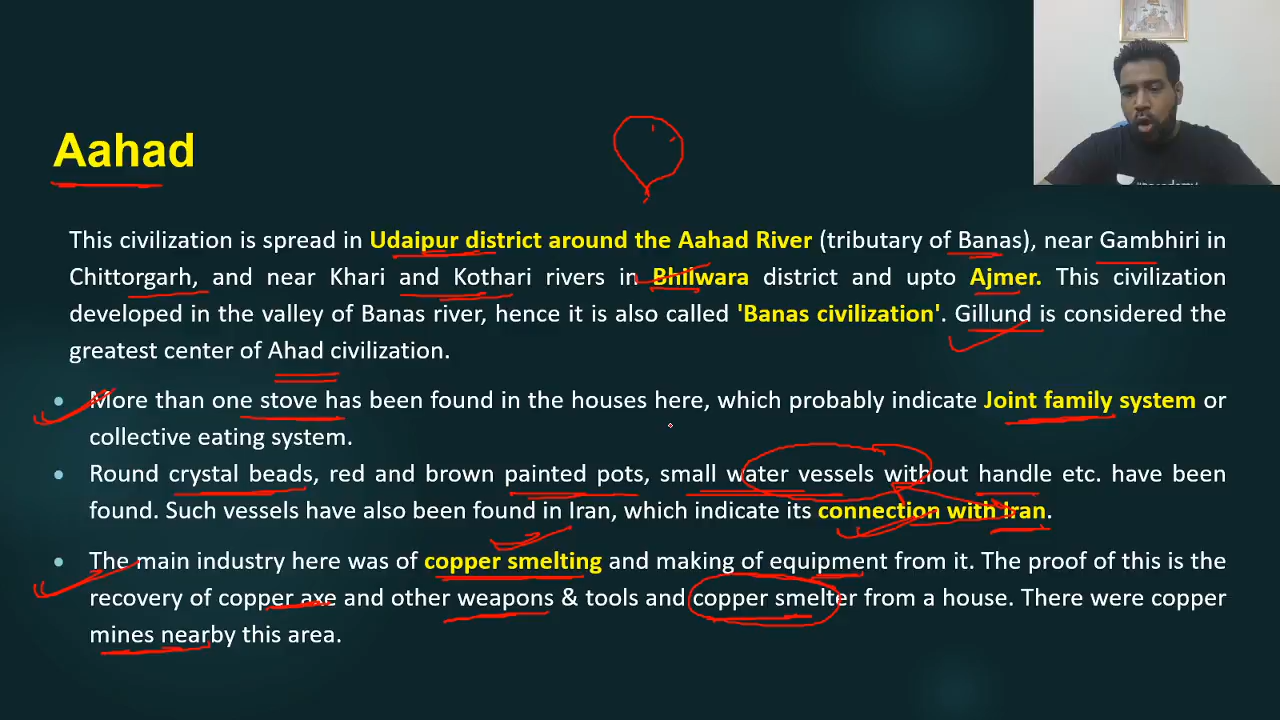 Aahad
This civilization is spread in Udaipur district around the Aahad River (tributary of Banas), near Gambhiri in
Chittorgarh, and near Khari and Kothari rivers in Bhilwara district and upto Ajmer. This civilization
developed in the valley of Banas river, hence it is also called 'Banas civilization'. Gillund is considered the
greatest center of Ahad civilization.
• More than one stove has been found in the houses here, which probably indicate Joint family system or
collective eating system.
• Round crystal beads, red and brown painted pots, small water vessels without handle etc. have been
found. Such vessels have also been found in Iran, which indicate its connection with Iran.
• The main industry here was of copper smelting and making of equipment from it. The proof of this is the
recovery of copper axe and other weapons & tools and copper smelter from a house. There were copper
mines nearby this area.